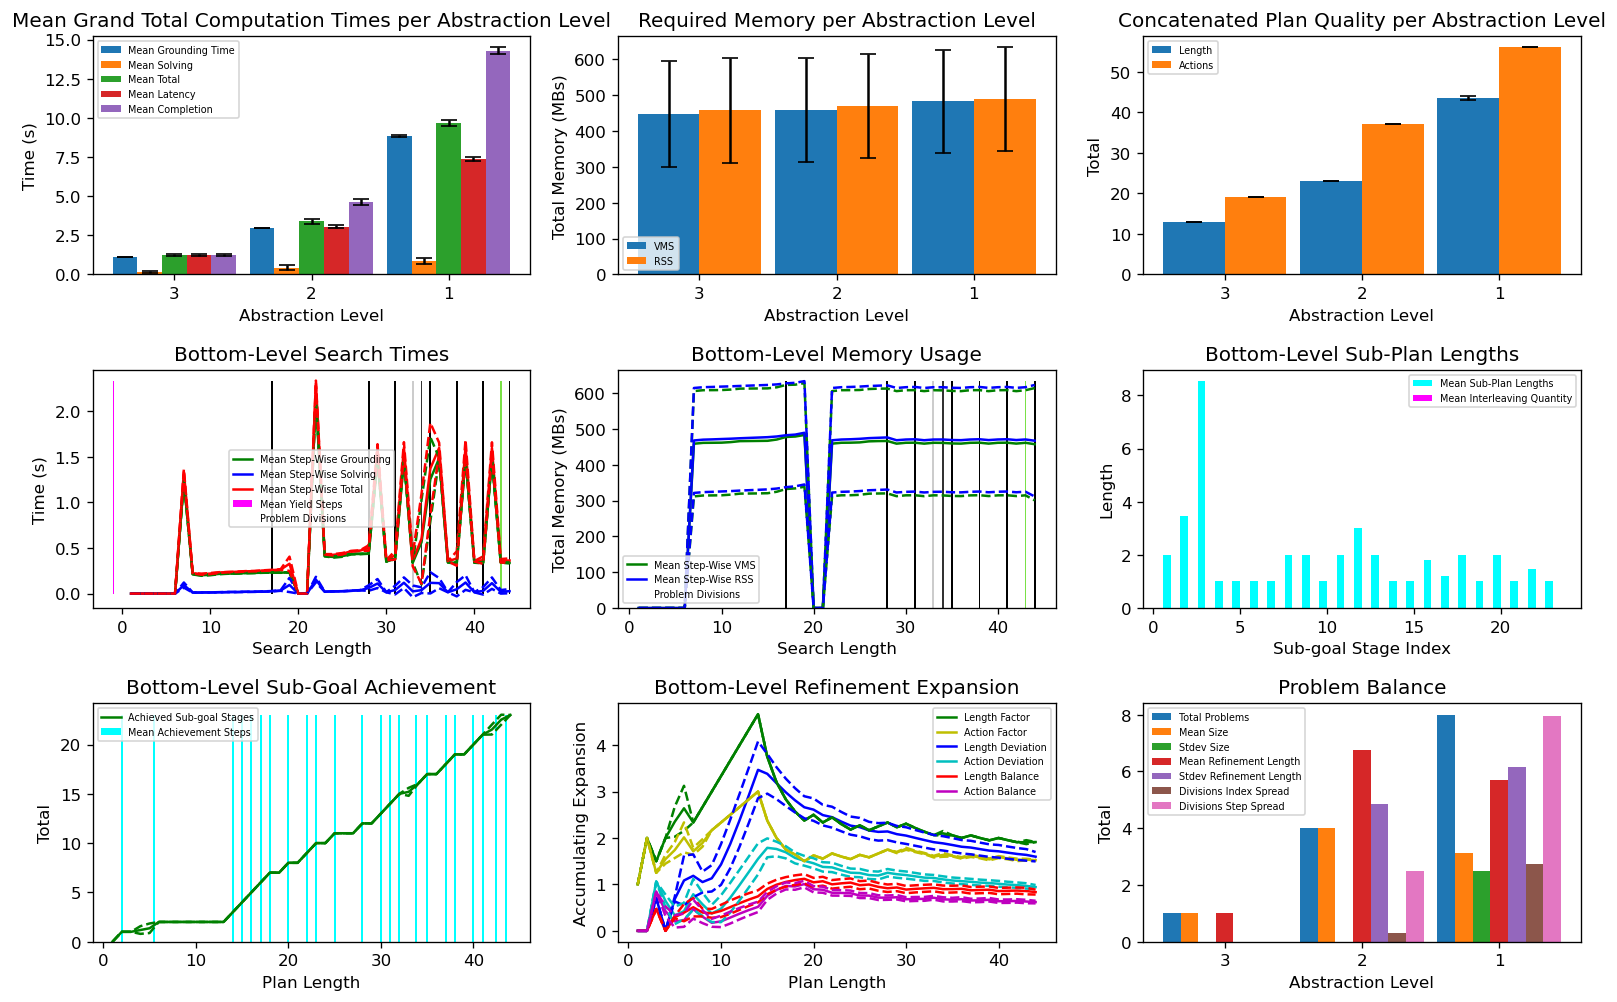 Mean Grand Total Computation Times per Abstraction Level
15.0
12.5
10.0
7.5
5.0
2.5
0.0
Time (s)
Mean Grounding Time
Mean Solving
Mean Total
Mean Latency
Mean Completion
3
2
1
Abstraction Level
Required Memory per Abstraction Level
600
500
400
300
200
100
0
Total Memory (MBs)
VMS
RSS
3
2
1
Abstraction Level
Concatenated Plan Quality per Abstraction Level
50
40
30
20
10
0
Total
Length
Actions
3
2
1
Abstraction Level
Bottom-Level Search Times
2.0
1.5
1.0
0.5
0.0
Time (s)
Mean Step-Wise Grounding
Mean Step-Wise Solving
Mean Step-Wise Total
Mean Yield Steps
Problem Divisions
0
10
20
30
40
Search Length
Bottom-Level Memory Usage
600
500
400
300
200
100
0
Total Memory (MBs)
Mean Step-Wise VMS
Mean Step-Wise RSS
Problem Divisions
0
10
20
30
40
Search Length
Bottom-Level Sub-Plan Lengths
8
6
4
2
0
Length
Mean Sub-Plan Lengths
Mean Interleaving Quantity
0
5
10
15
20
Sub-goal Stage Index
Bottom-Level Sub-Goal Achievement
20
15
10
5
0
Total
Achieved Sub-goal Stages
Mean Achievement Steps
0
10
20
30
40
Plan Length
Bottom-Level Refinement Expansion
4
3
2
1
0
Accumulating Expansion
Length Factor
Action Factor
Length Deviation
Action Deviation
Length Balance
Action Balance
0
10
20
30
40
Plan Length
Problem Balance
8
6
4
2
0
Total
Total Problems
Mean Size
Stdev Size
Mean Refinement Length
Stdev Refinement Length
Divisions Index Spread
Divisions Step Spread
3
2
1
Abstraction Level